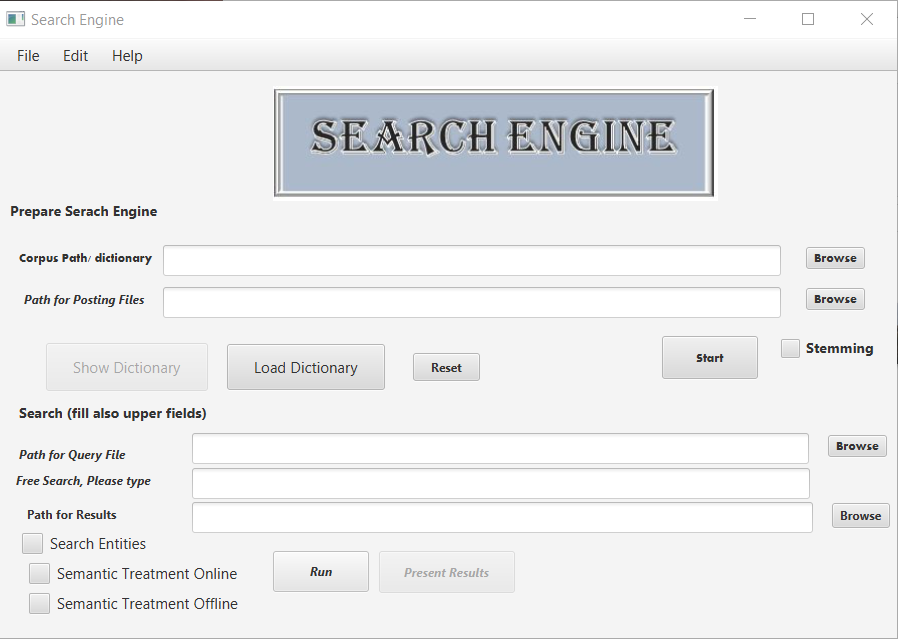 Search Engine
File Edit Help
SEARCH ENGINE
Prepare Serach Engine
Corpus Path/ dictionary Browse
Path for Posting Files Browse
Show Dictionary Load Dictionary Reset Start Stemming
Search (fill also upper fields)
Path for Query File Browse
Free Search, Please type
Path for Results Browse
Search Entities
Semantic Treatment Online Run Present Results
Semantic Treatment Offline